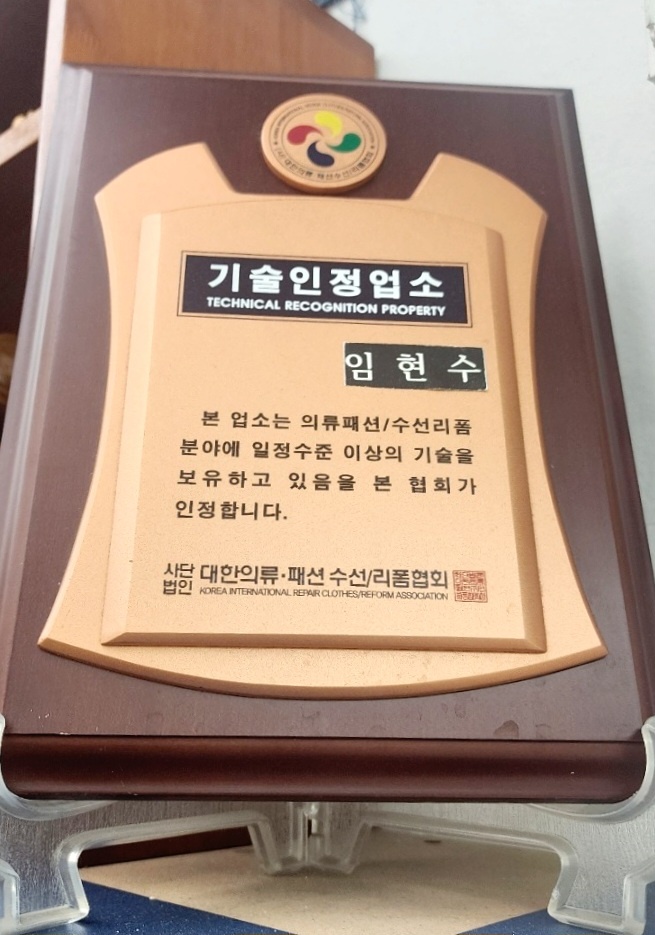 기술인정업소
TECHNICAL RECOGNITION PROPERTY
임 현 수
본 업소는 의류패션/수선리폼
분야에 일정수준 이상의 기술을
보유하고 있음을 본 협회가
인정합니다.
사단
법인
대한의류·패션 수선/리폼협회
KOREA INTERNATIONAL REPAIR CLOTHES/REFORM ASSOCIATION